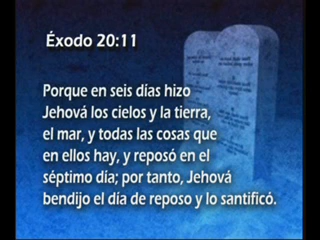 Éxodo 20:11
Porque en seis días hizo
Jehová los cielos y la tierra,
el mar, y todas las cosas que
en ellos hay, y reposó en el
séptimo día; por tanto, Jehová
bendijo el día de reposo y lo santificó.